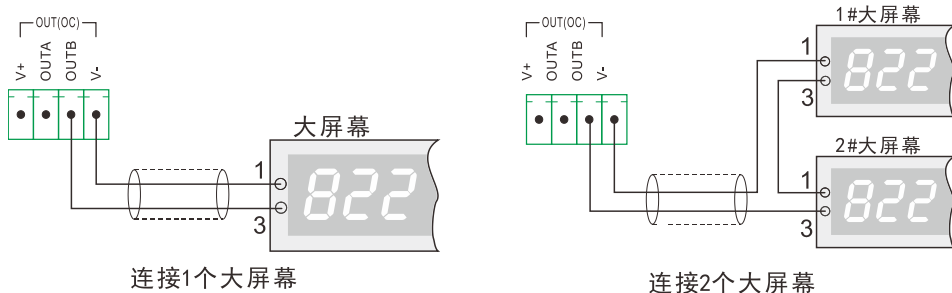 OUT(OC)
V+
OUTA
OUTB
V-
大屏幕
1
3
822
连接1个大屏幕
OUT(OC)
V+
OUTA
OUTB
V-
1#大屏幕
1
3
822
2#大屏幕
1
3
822
连接2个大屏幕